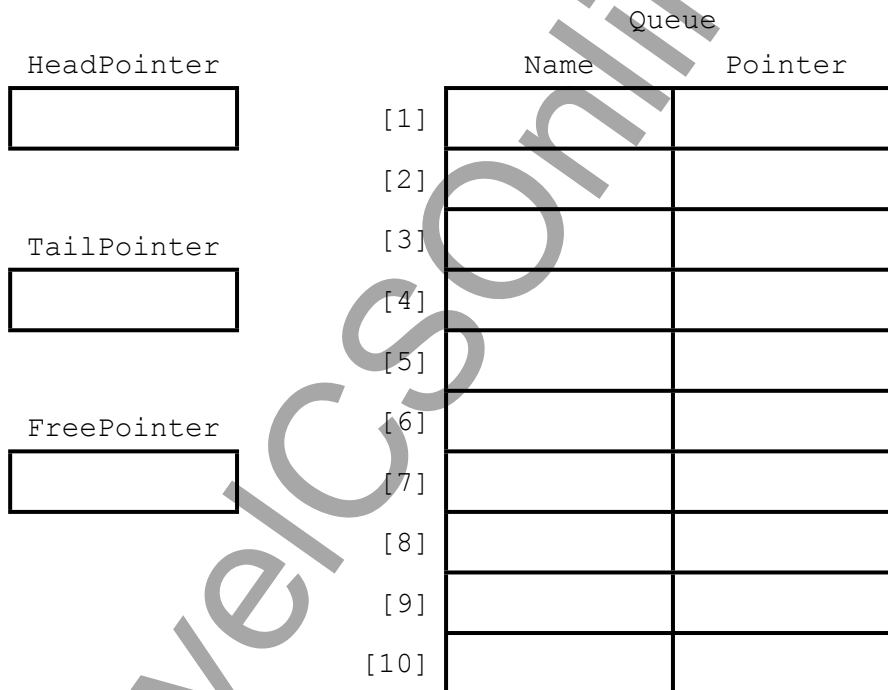 Queue
HeadPointer Name Pointer
[1]
[2]
TailPointer [3]
[4]
[5]
FreePointer [6]
[7]
[8]
[9]
[10]